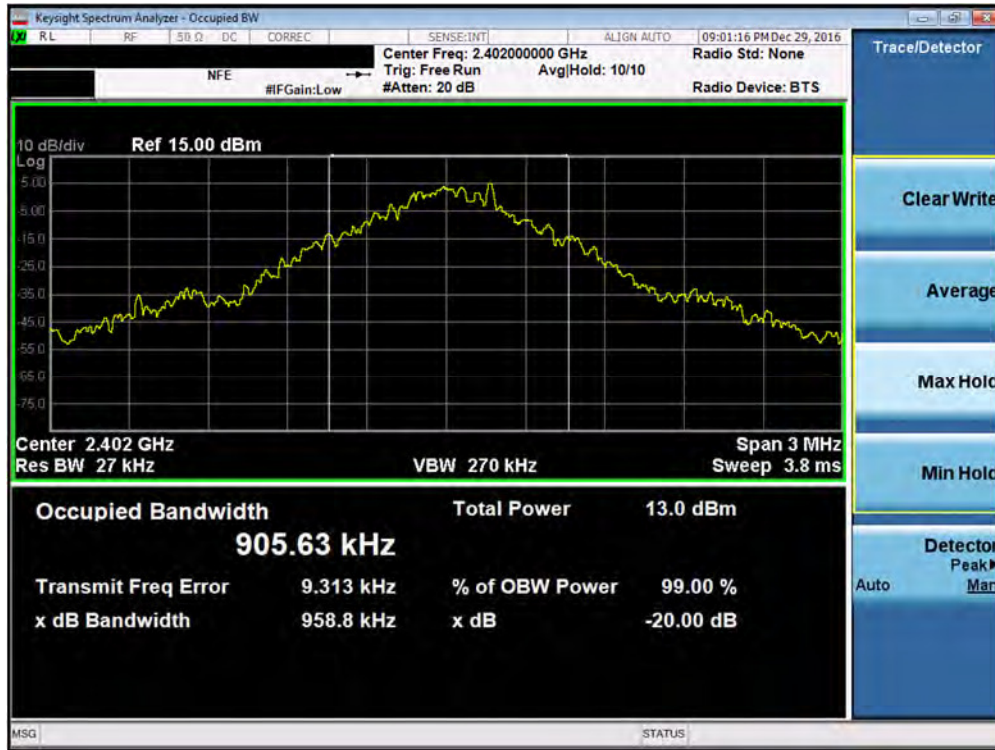 Keysight Spectrum Analyzer - Occupied BW
LXI RL RF 50 Ω DC CORREC SENSE:INT ALIGN AUTO 09:01:16 PM Dec 29, 2016
Center Freq: 2.402000000 GHz Radio Std: None
NFE Trig: Free Run Avg|Hold: 10/10
#IFGain:Low #Atten: 20 dB Radio Device: BTS
Trace/Detector
10 dB/div Ref 15.00 dBm
Log
5.00
-5.00
-15.0
-25.0
-35.0
-45.0
-55.0
-65.0
-75.0
Center 2.402 GHz Span 3 MHz
Res BW 27 kHz VBW 270 kHz Sweep 3.8 ms
Occupied Bandwidth Total Power 13.0 dBm
905.63 kHz
Transmit Freq Error 9.313 kHz % of OBW Power 99.00 %
x dB Bandwidth 958.8 kHz x dB -20.00 dB
Clear Write
Average
Max Hold
Min Hold
Detector
Peak
Auto Man
MSG STATUS